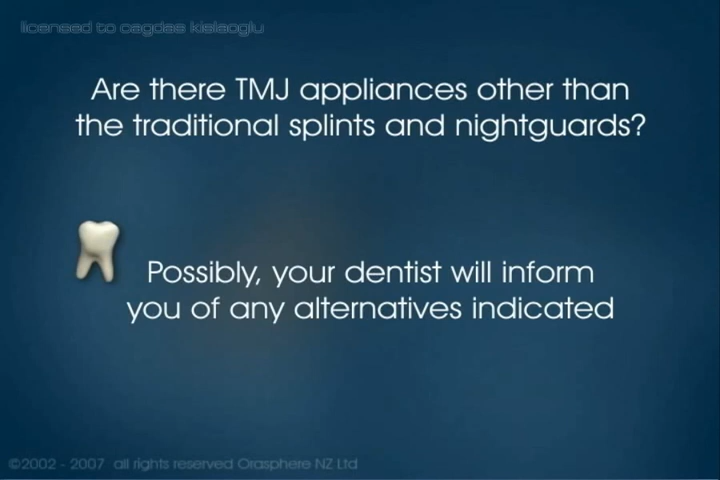 licensed to cagdas kislaoglu
Are there TMJ appliances other than
the traditional splints and nightguards?
Possibly, your dentist will inform
you of any alternatives indicated
©2002 - 2007 all rights reserved Orasphere NZ Ltd